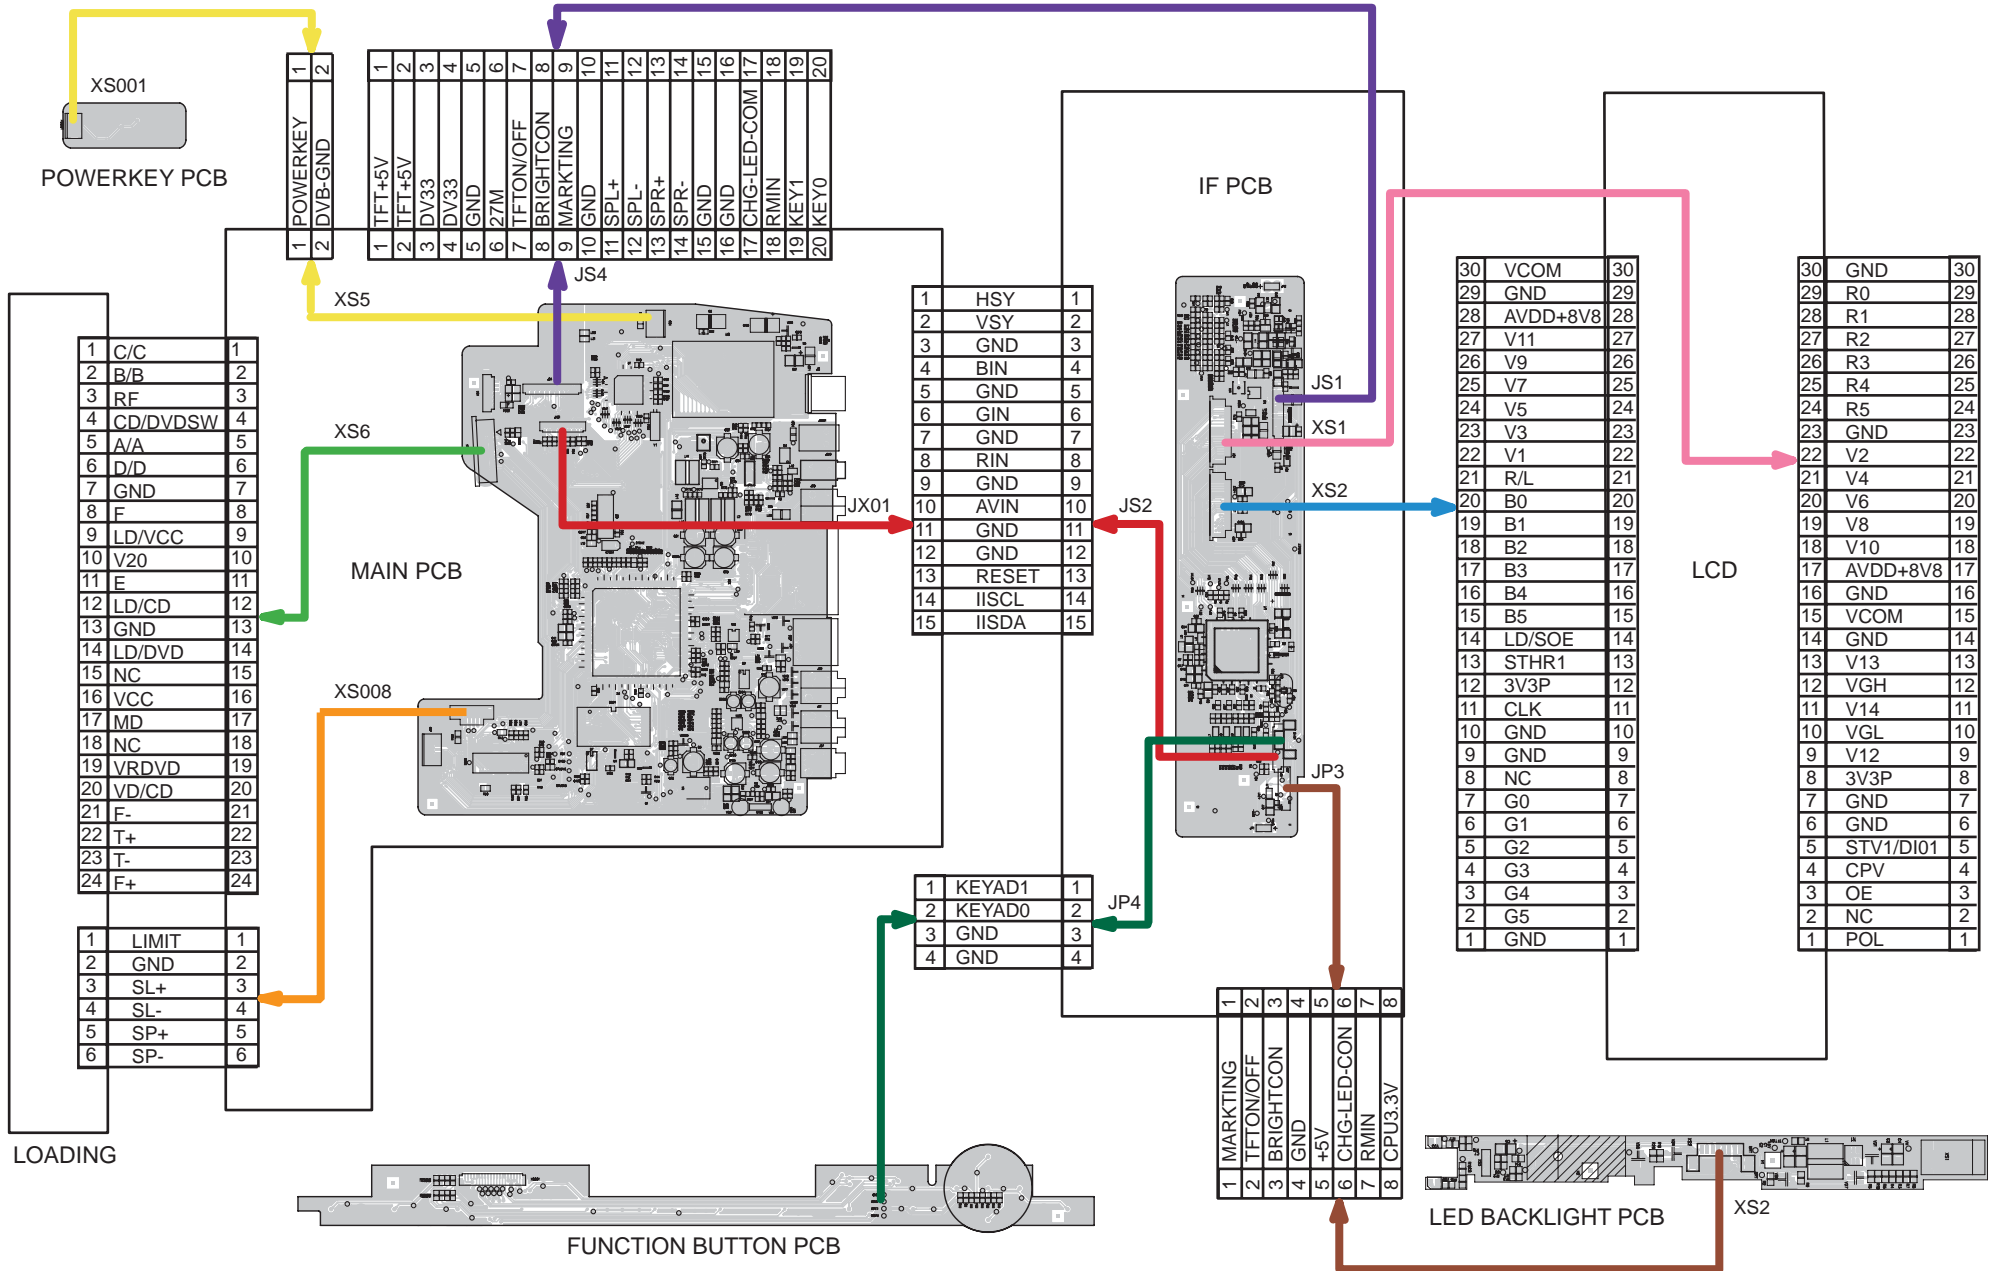 XS001
POWERKEY PCB
1 POWERKEY 1
2 DVB-GND 2
1 TFT+5V 1
2 TFT+5V 2
3 DV33 3
4 DV33 4
5 GND 5
6 27M 6
7 TFTON/OFF 7
8 BRIGHTCON 8
9 MARKTING 9
10 GND 10
11 SPL+ 11
12 SPL- 12
13 SPR+ 13
14 SPR- 14
15 GND 15
16 GND 16
17 CHG-LED-COM 17
18 RMIN 18
19 KEY1 19
20 KEY0 20
XS5
JS4
XS6
JX01
MAIN PCB
XS008
1 C/C 1
2 B/B 2
3 RF 3
4 CD/DVDSW 4
5 A/A 5
6 D/D 6
7 GND 7
8 F 8
9 LD/VCC 9
10 V20 10
11 E 11
12 LD/CD 12
13 GND 13
14 LD/DVD 14
15 NC 15
16 VCC 16
17 MD 17
18 NC 18
19 VRDVD 19
20 VD/CD 20
21 F- 21
22 T+ 22
23 T- 23
24 F+ 24
1 LIMIT 1
2 GND 2
3 SL+ 3
4 SL- 4
5 SP+ 5
6 SP- 6
LOADING
1 HSY 1
2 VSY 2
3 GND 3
4 BIN 4
5 GND 5
6 GIN 6
7 GND 7
8 RIN 8
9 GND 9
10 AVIN 10
11 GND 11
12 GND 12
13 RESET 13
14 IISCL 14
15 IISDA 15
IF PCB
JS1
XS1
XS2
JS2
JP3
JP4
1 KEYAD1 1
2 KEYAD0 2
3 GND 3
4 GND 4
1 MARKTING 1
2 TFTON/OFF 2
3 BRIGHTCON 3
4 GND 4
5 +5V 5
6 CHG-LED-CON 6
7 RMIN 7
8 CPU3.3V 8
30 VCOM 30
29 GND 29
28 AVDD+8V8 28
27 V11 27
26 V9 26
25 V7 25
24 V5 24
23 V3 23
22 V1 22
21 R/L 21
20 B0 20
19 B1 19
18 B2 18
17 B3 17
16 B4 16
15 B5 15
14 LD/SOE 14
13 STHR1 13
12 3V3P 12
11 CLK 11
10 GND 10
9 GND 9
8 NC 8
7 G0 7
6 G1 6
5 G2 5
4 G3 4
3 G4 3
2 G5 2
1 GND 1
LCD
30 GND 30
29 R0 29
28 R1 28
27 R2 27
26 R3 26
25 R4 25
24 R5 24
23 GND 23
22 V2 22
21 V4 21
20 V6 20
19 V8 19
18 V10 18
17 AVDD+8V8 17
16 GND 16
15 VCOM 15
14 GND 14
13 V13 13
12 VGH 12
11 V14 11
10 VGL 10
9 V12 9
8 3V3P 8
7 GND 7
6 GND 6
5 STV1/DI01 5
4 CPV 4
3 OE 3
2 NC 2
1 POL 1
FUNCTION BUTTON PCB
LED BACKLIGHT PCB
XS2